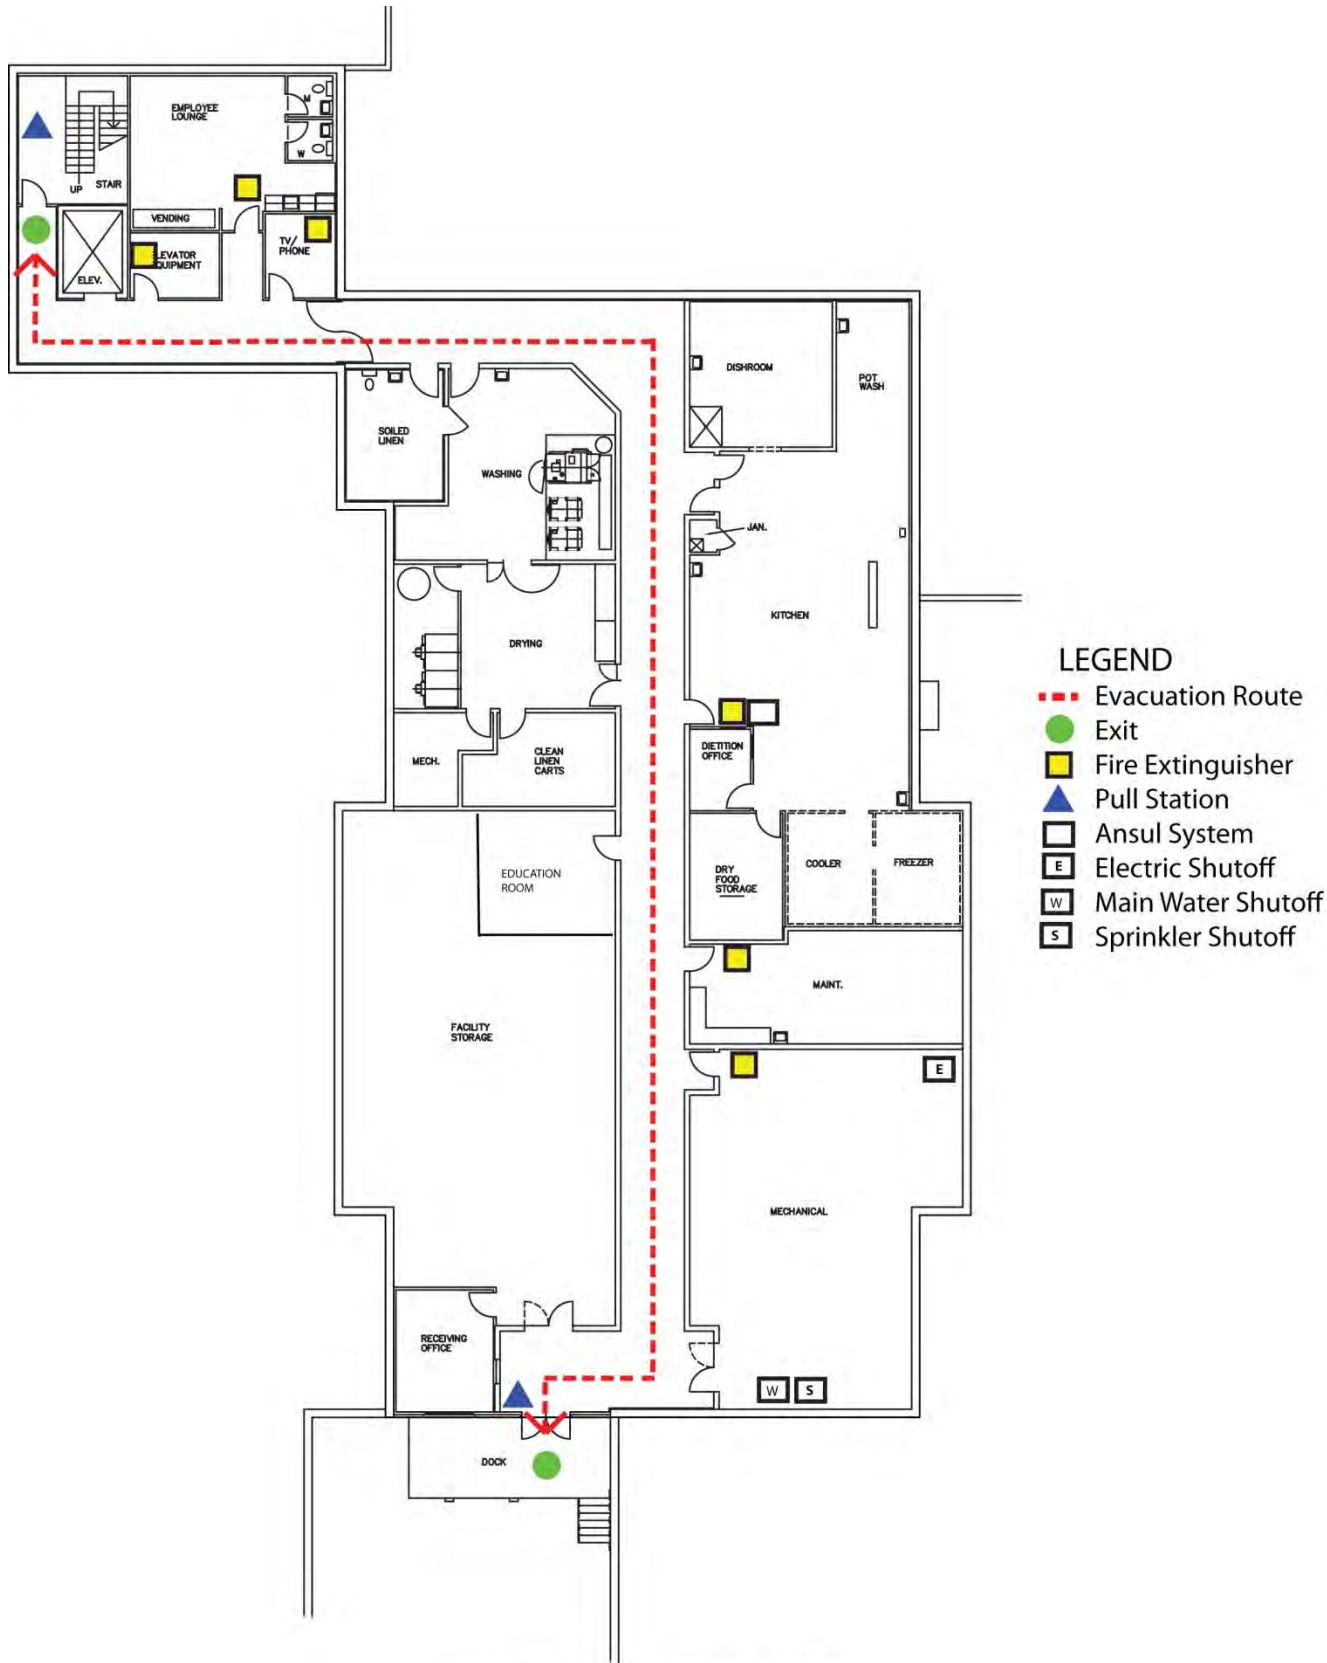 EMPLOYEE
LOUNGE
M
W
UP
STAIR
VENDING
TV/
PHONE
LEVATOR
QUIPMENT
ELEV.
DISHROOM
POT
WASH
SOILED
LINEN
WASHING
JAN.
KITCHEN
DRYING
DIETITION
OFFICE
MECH.
CLEAN
LINEN
CARTS
EDUCATION
ROOM
DRY
FOOD
STORAGE
COOLER
FREEZER
MAINT.
FACILITY
STORAGE
E
MECHANICAL
RECEIVING
OFFICE
W
S
DOCK
LEGEND
Evacuation Route
Exit
Fire Extinguisher
Pull Station
Ansul System
E Electric Shutoff
W Main Water Shutoff
S Sprinkler Shutoff